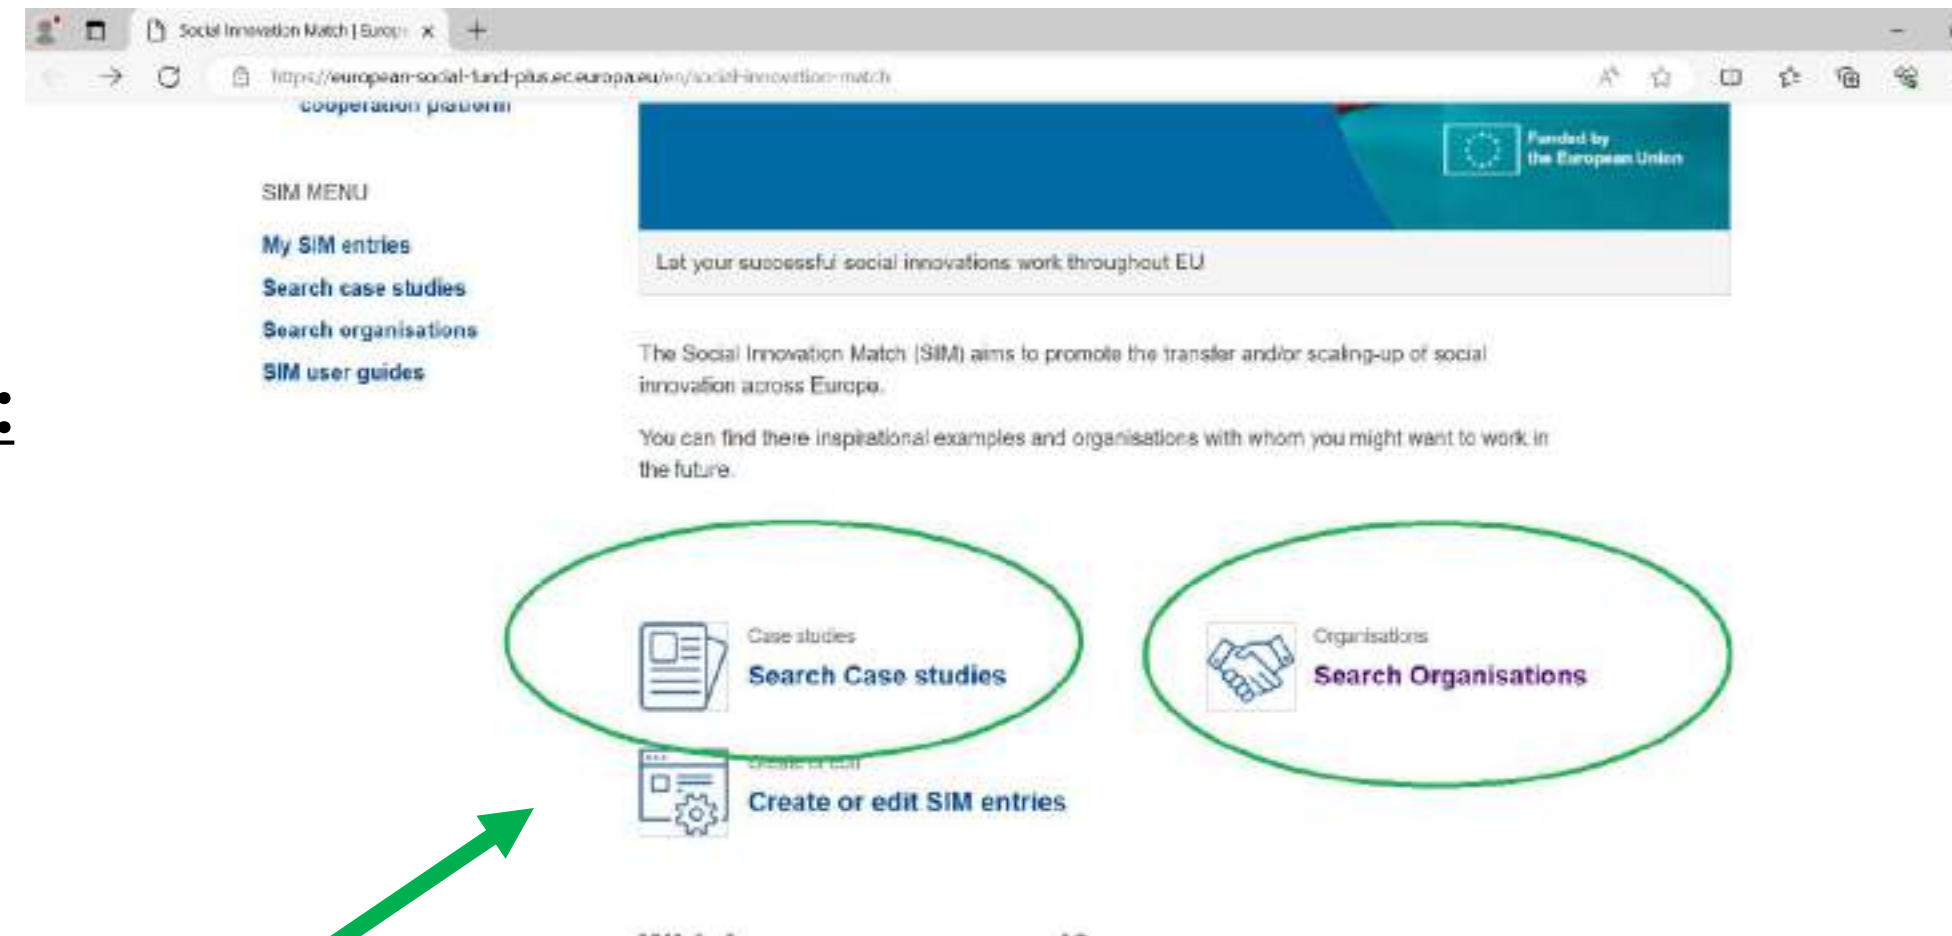 Social Innovation Match | Europ
https://european-social-fund-plus.ec.europa.eu/en/social-innovation-match
cooperation platform
Funded by
the European Union
SIM MENU
My SIM entries
Search case studies
Search organisations
SIM user guides
Let your successful social innovations work throughout EU
The Social Innovation Match (SIM) aims to promote the transfer and/or scaling-up of social
innovation across Europe.
You can find there inspirational examples and organisations with whom you might want to work in
the future.
:
Case studies
Search Case studies
Organisations
Search Organisations
Create or edit
Create or edit SIM entries